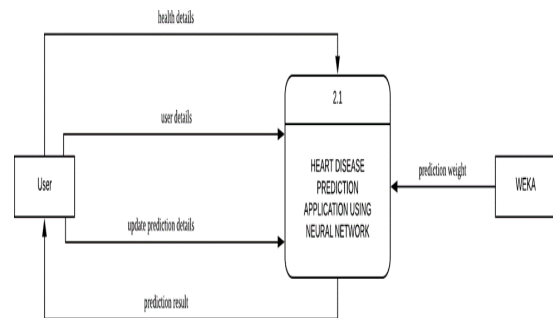 health details
2.1
user details
User
HEART DISEASE
PREDICTION
APPLICATION USING
NEURAL NETWORK
prediction weight
WEKA
update prediction details
prediction result